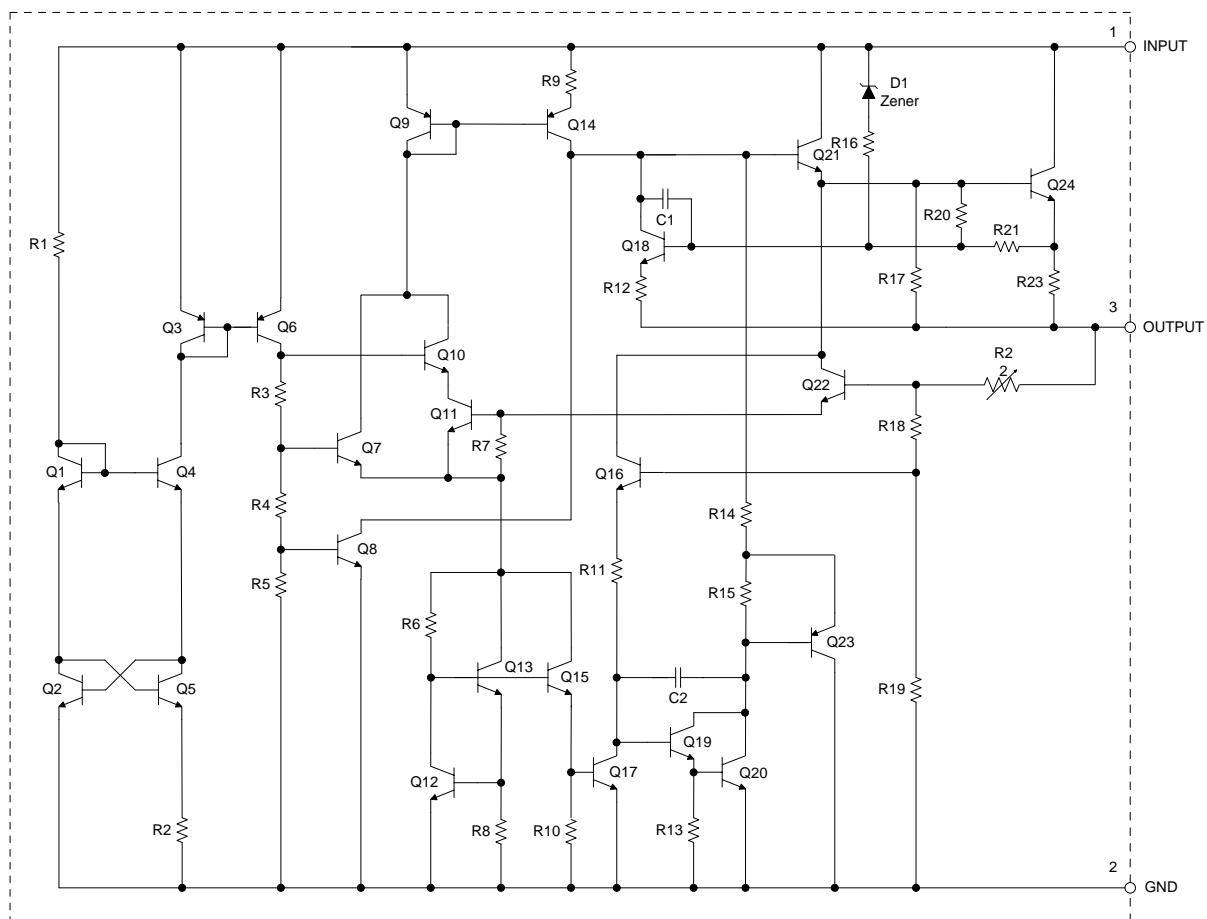 1
INPUT
R9
D1
Zener
Q9
Q14
R16
Q21
Q24
C1
R20
R21
R1
Q18
R12
R17
R23
3
OUTPUT
Q3
Q6
Q10
R2
2
Q22
R3
Q11
R7
R18
Q7
Q1
Q4
Q16
R4
R14
Q8
R5
R11
R15
R6
Q13
Q15
Q23
Q2
Q5
C2
R19
Q19
Q12
Q17
Q20
R2
R8
R10
R13
2
GND